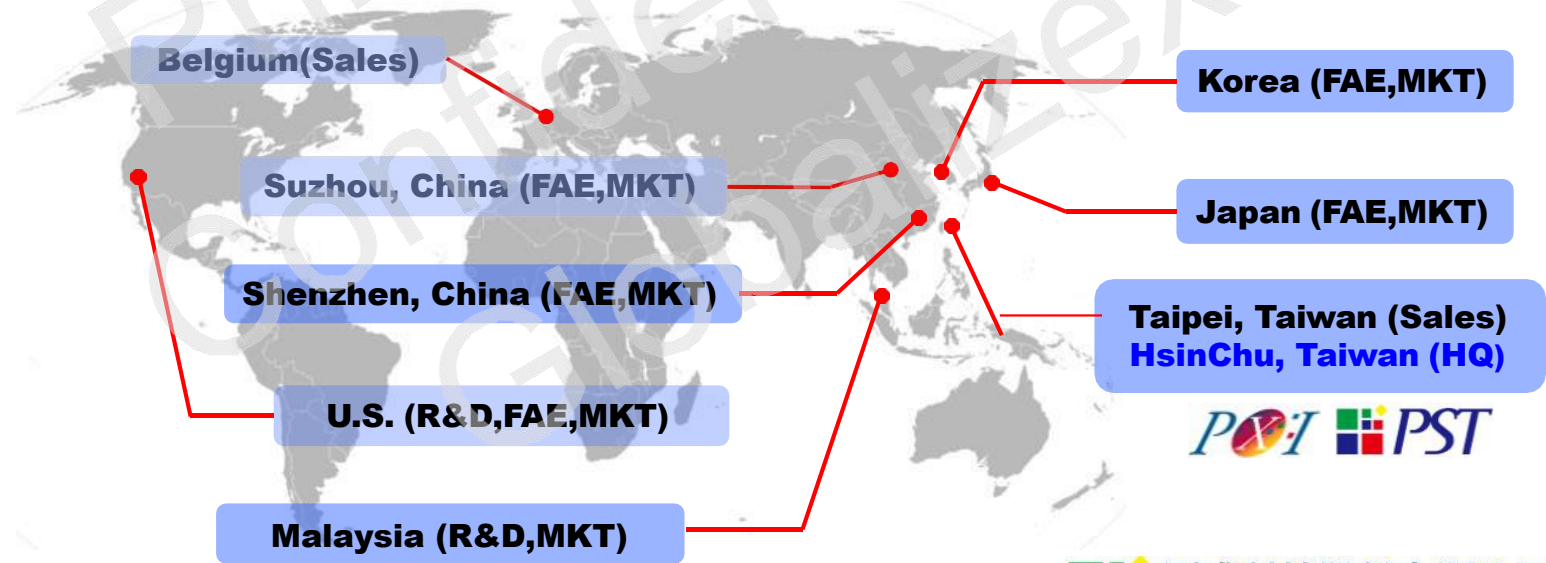 Belgium(Sales)
Korea (FAE,MKT)
Suzhou, China (FAE,MKT)
Japan (FAE,MKT)
Shenzhen, China (FAE,MKT)
Taipei, Taiwan (Sales)
HsinChu, Taiwan (HQ)
U.S. (R&D,FAE,MKT)
PXI PST
Malaysia (R&D,MKT)